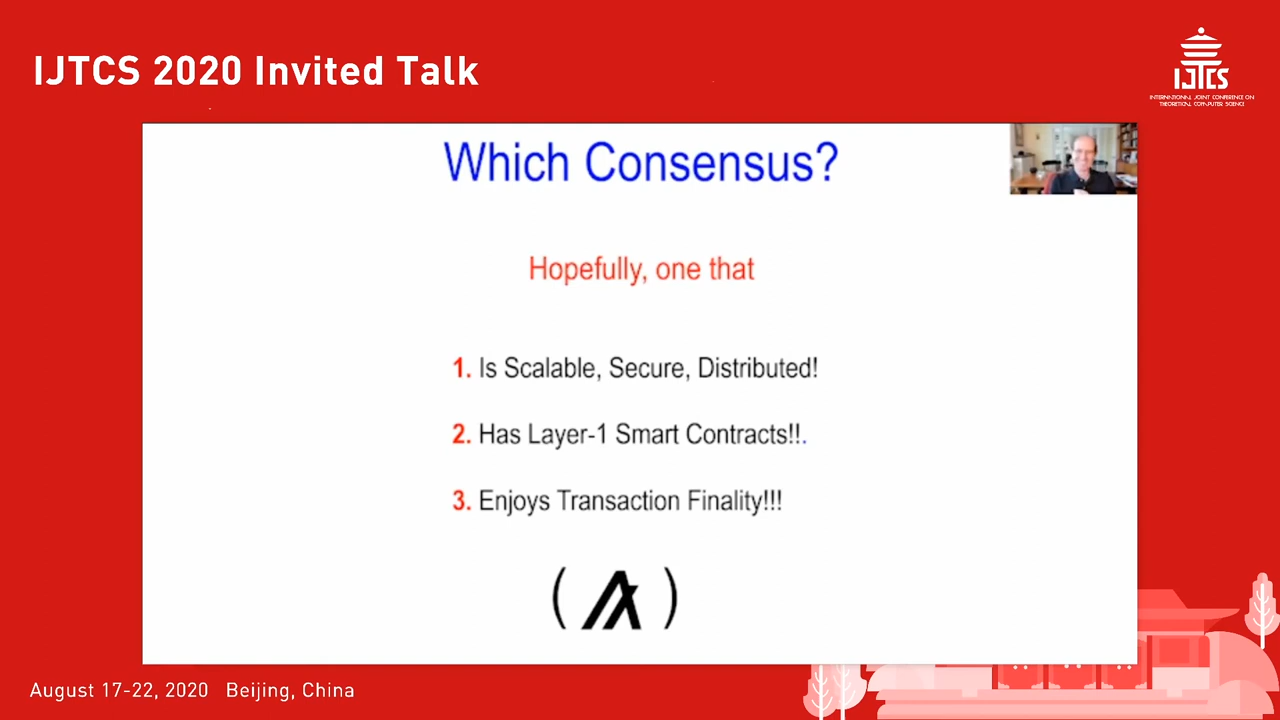 IJTCS 2020 Invited Talk
IJTCS
INTERNATIONAL JOINT CONFERENCE ON
THEORETICAL COMPUTER SCIENCE
Which Consensus?
Hopefully, one that
1. Is Scalable, Secure, Distributed!
2. Has Layer-1 Smart Contracts!!.
3. Enjoys Transaction Finality!!!
( )
August 17-22, 2020 Beijing, China